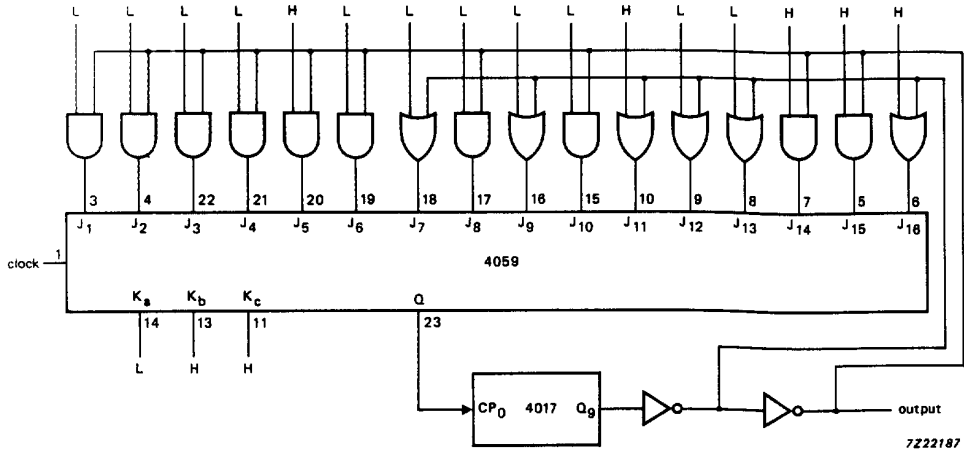 L L L L H L L L L L H L L H H H
3 4 22 21 20 19 18 17 16 15 10 9 8 7 5 6
J1 J2 J3 J4 J5 J6 J7 J8 J9 J10 J11 J12 J13 J14 J15 J16
clock 1
4059
Ka Kb Kc Q
14 13 11 23
L H H
CP0 4017 Q9
output
7Z22187